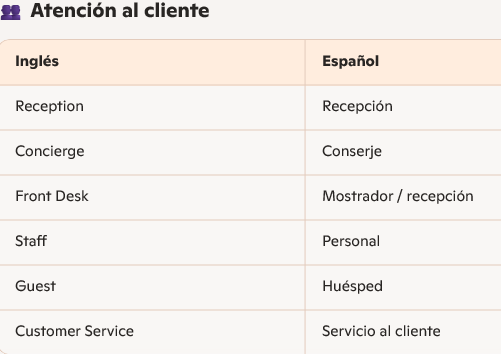 Atención al cliente
Inglés Español
Reception Recepción
Concierge Conserje
Front Desk Mostrador / recepción
Staff Personal
Guest Huésped
Customer Service Servicio al cliente